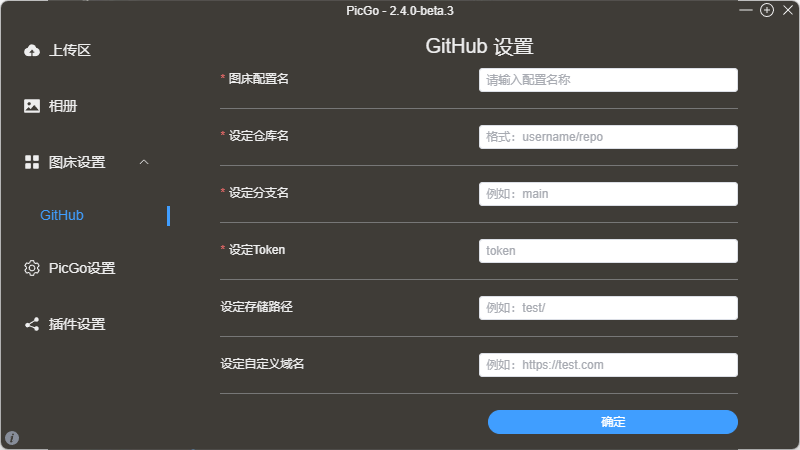 PicGo - 2.4.0-beta.3
上传区
相册
图床设置
GitHub
PicGo设置
插件设置
GitHub 设置
* 图床配置名
请输入配置名称
* 设定仓库名
格式：username/repo
* 设定分支名
例如：main
* 设定Token
token
设定存储路径
例如：test/
设定自定义域名
例如：https://test.com
确定